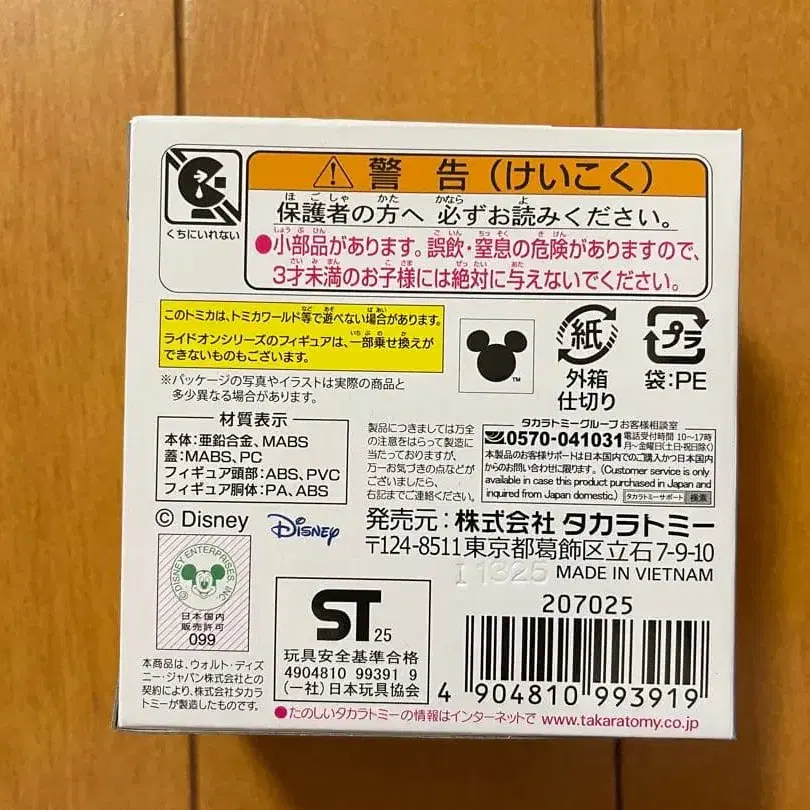 くちにいれない
警告(けいこく)
保護者の方へ 必ずお読みください。
●小部品があります。誤飲・窒息の危険がありますので、
3才未満のお子様には絶対に与えないでください。
このトミカは、トミカワールド等で遊べない場合があります。
ライドオンシリーズのフィギュアは、一部乗せ換えが
できないものもございます。
※パッケージの写真やイラストは実際の商品と
多少異なる場合があります。
TM
紙
外箱
仕切り
プラ
袋:PE
材質表示
本体:亜鉛合金、MABS
蓋:MABS、PC
フィギュア頭部:ABS、PVC
フィギュア胴体:PA、ABS
製品につきましては万全
の注意をはらって製造に
当たっておりますが、
万一お気づきの点などが
ございましたら、
右記までご連絡ください。
タカラトミーグループ お客様相談室
0570-041031 電話受付時間 10〜17時
月〜金曜日(土・日・祝日除く)
本製品のお客様サポートは日本国内でのご購入かつ日本国内
からのお問い合わせに限ります。(Customer service is only
available in case this product purchased in Japan and
inquired from Japan domestic.) タカラトミーサポート 検索
© Disney
Disney
発売元:株式会社 タカラトミー
〒124-8511 東京都葛飾区立石7-9-10
I 1325 MADE IN VIETNAM
© DISNEY ENTERPRISES, INC.
日本国内
販売許可
099
本商品は、ウォルト・ディズ
ニー・ジャパン株式会社と
の契約により、株式会社タカラ
トミーが製造したものです。
ST 25
玩具安全基準合格
4904810 99391 9
(一社)日本玩具協会
207025
4 904810 993919
●たのしいタカラトミーの情報はインターネットで www.takaratomy.co.jp